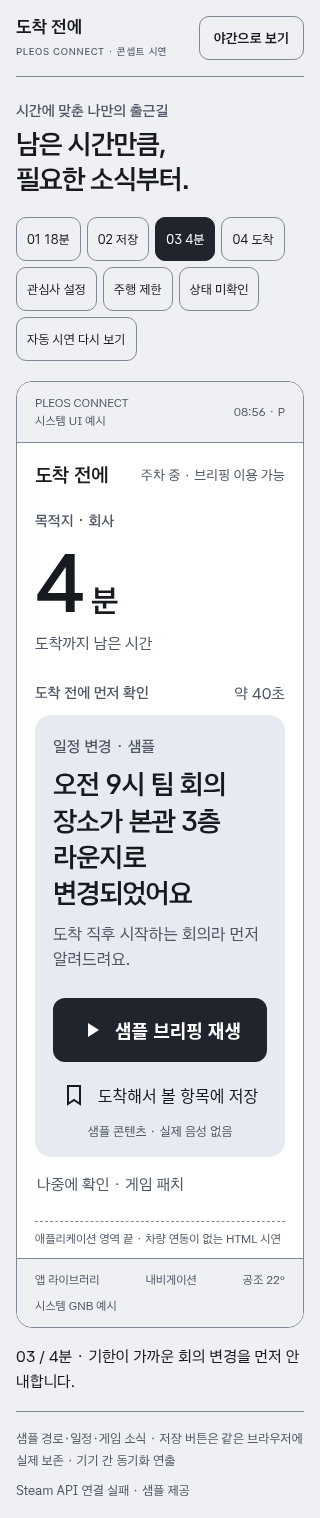 도착 전에
PLEOS CONNECT · 콘셉트 시연
야간으로 보기
시간에 맞춘 나만의 출근길
남은 시간만큼,
필요한 소식부터.
01 18분
02 저장
03 4분
04 도착
관심사 설정
주행 제한
상태 미확인
자동 시연 다시 보기
PLEOS CONNECT
시스템 UI 예시
08:56 · P
도착 전에
주차 중 · 브리핑 이용 가능
목적지 · 회사
4분
도착까지 남은 시간
도착 전에 먼저 확인
약 40초
일정 변경 · 샘플
오전 9시 팀 회의
장소가 본관 3층
라운지로
변경되었어요
도착 직후 시작하는 회의라 먼저
알려드려요.
샘플 브리핑 재생
도착해서 볼 항목에 저장
샘플 콘텐츠 · 실제 음성 없음
나중에 확인 · 게임 패치
애플리케이션 영역 끝 · 차량 연동이 없는 HTML 시연
앱 라이브러리
내비게이션
공조 22°
시스템 GNB 예시
03 / 4분 · 기한이 가까운 회의 변경을 먼저 안
내합니다.
샘플 경로·일정·게임 소식 · 저장 버튼은 같은 브라우저에
실제 보존 · 기기 간 동기화 연출
Steam API 연결 실패 · 샘플 제공